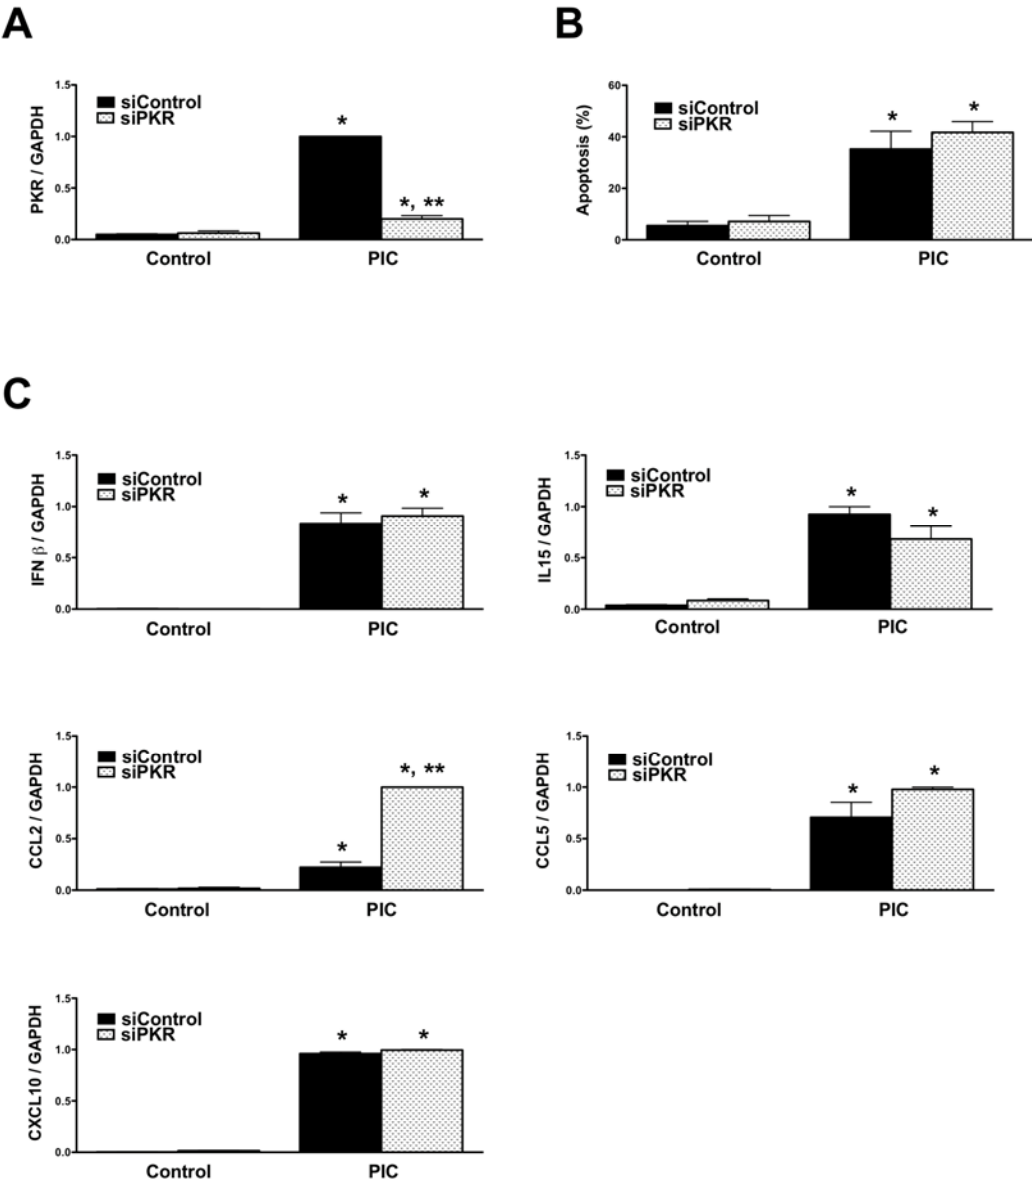 A
PKR / GAPDH
1.5
1.0
0.5
0.0
siControl
siPKR
*
*, **
Control
PIC
B
Apoptosis (%)
60
40
20
0
siControl
siPKR
*
*
Control
PIC
C
IFN β / GAPDH
1.5
1.0
0.5
0.0
siControl
siPKR
*
*
Control
PIC
IL15 / GAPDH
1.5
1.0
0.5
0.0
siControl
siPKR
*
*
Control
PIC
CCL2 / GAPDH
1.5
1.0
0.5
0.0
siControl
siPKR
*
*, **
Control
PIC
CCL5 / GAPDH
1.5
1.0
0.5
0.0
siControl
siPKR
*
*
Control
PIC
CXCL10 / GAPDH
1.5
1.0
0.5
0.0
siControl
siPKR
*
*
Control
PIC